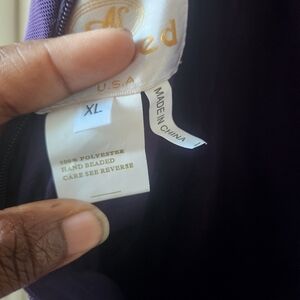 U.S.A
XL
MADE IN CHINA
100% POLYESTER
HAND BEADED
CARE SEE REVERSE